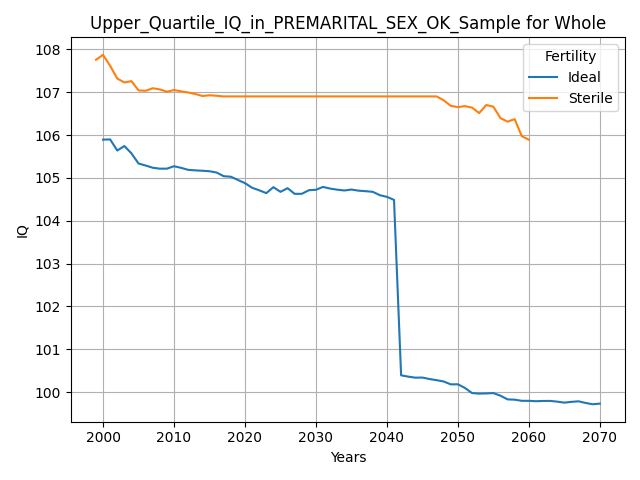 Upper_Quartile_IQ_in_PREMARITAL_SEX_OK_Sample for Whole
Fertility
Ideal
Sterile
108
107
106
105
104
103
102
101
100
IQ
2000 2010 2020 2030 2040 2050 2060 2070
Years